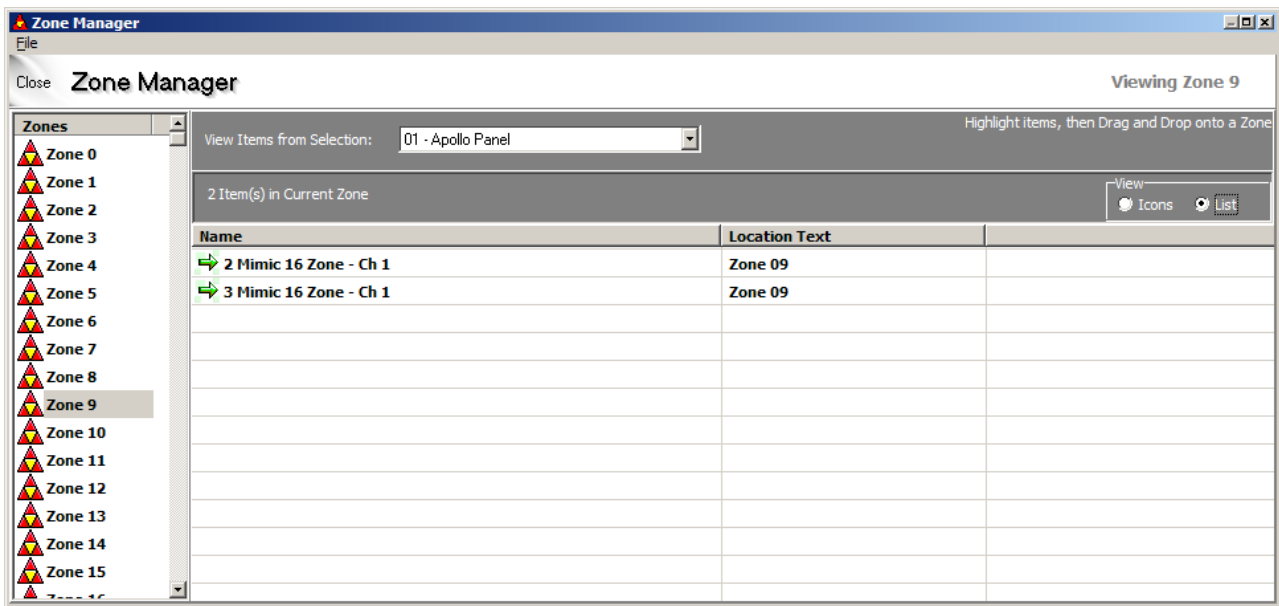 Zone Manager
File
Close Zone Manager
Viewing Zone 9
Zones
Zone 0
Zone 1
Zone 2
Zone 3
Zone 4
Zone 5
Zone 6
Zone 7
Zone 8
Zone 9
Zone 10
Zone 11
Zone 12
Zone 13
Zone 14
Zone 15
View Items from Selection: 01 - Apollo Panel
Highlight items, then Drag and Drop onto a Zone
2 Item(s) in Current Zone
View
Icons List
Name Location Text
2 Mimic 16 Zone - Ch 1 Zone 09
3 Mimic 16 Zone - Ch 1 Zone 09